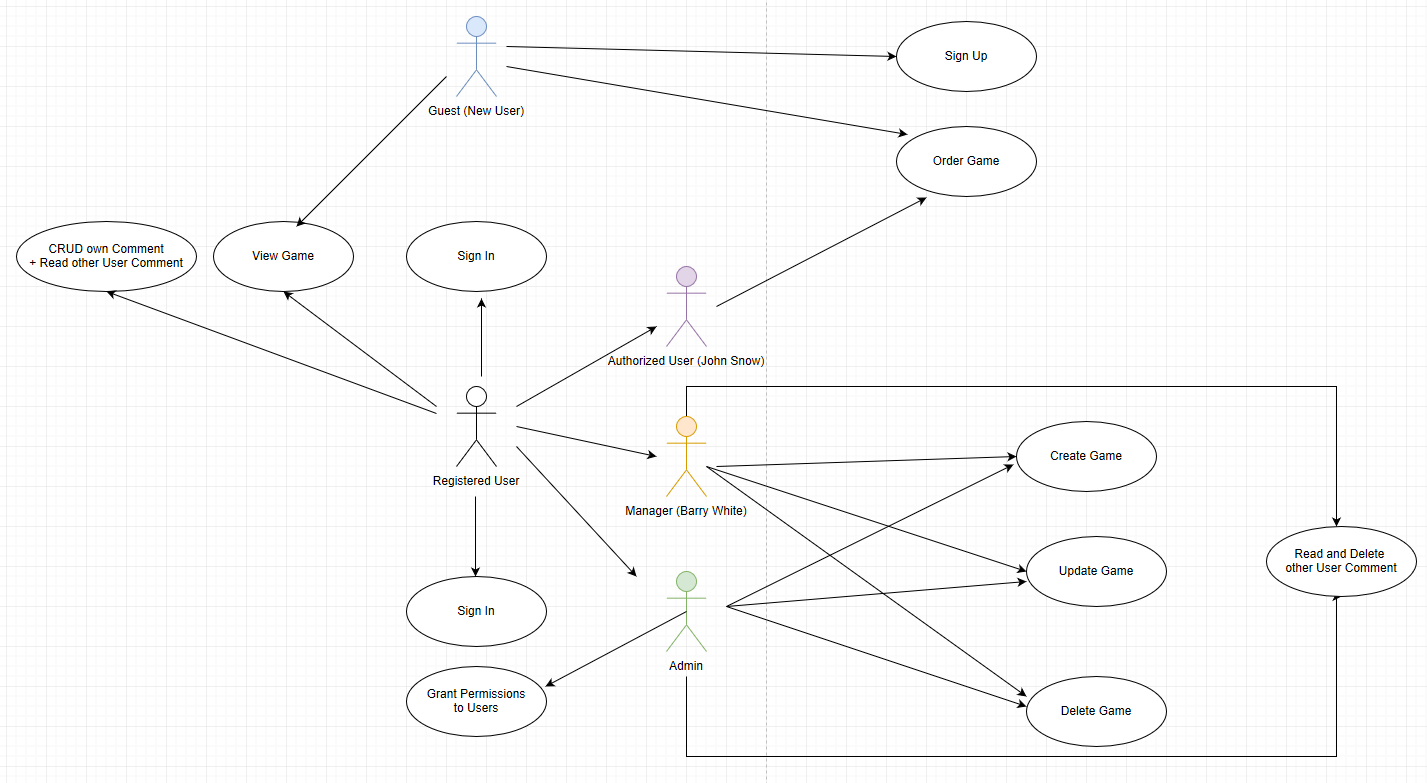 Sign Up
Guest (New User)
Order Game
CRUD own Comment
+ Read other User Comment
View Game
Sign In
Authorized User (John Snow)
Create Game
Registered User
Manager (Barry White)
Read and Delete
other User Comment
Update Game
Sign In
Admin
Grant Permissions
to Users
Delete Game